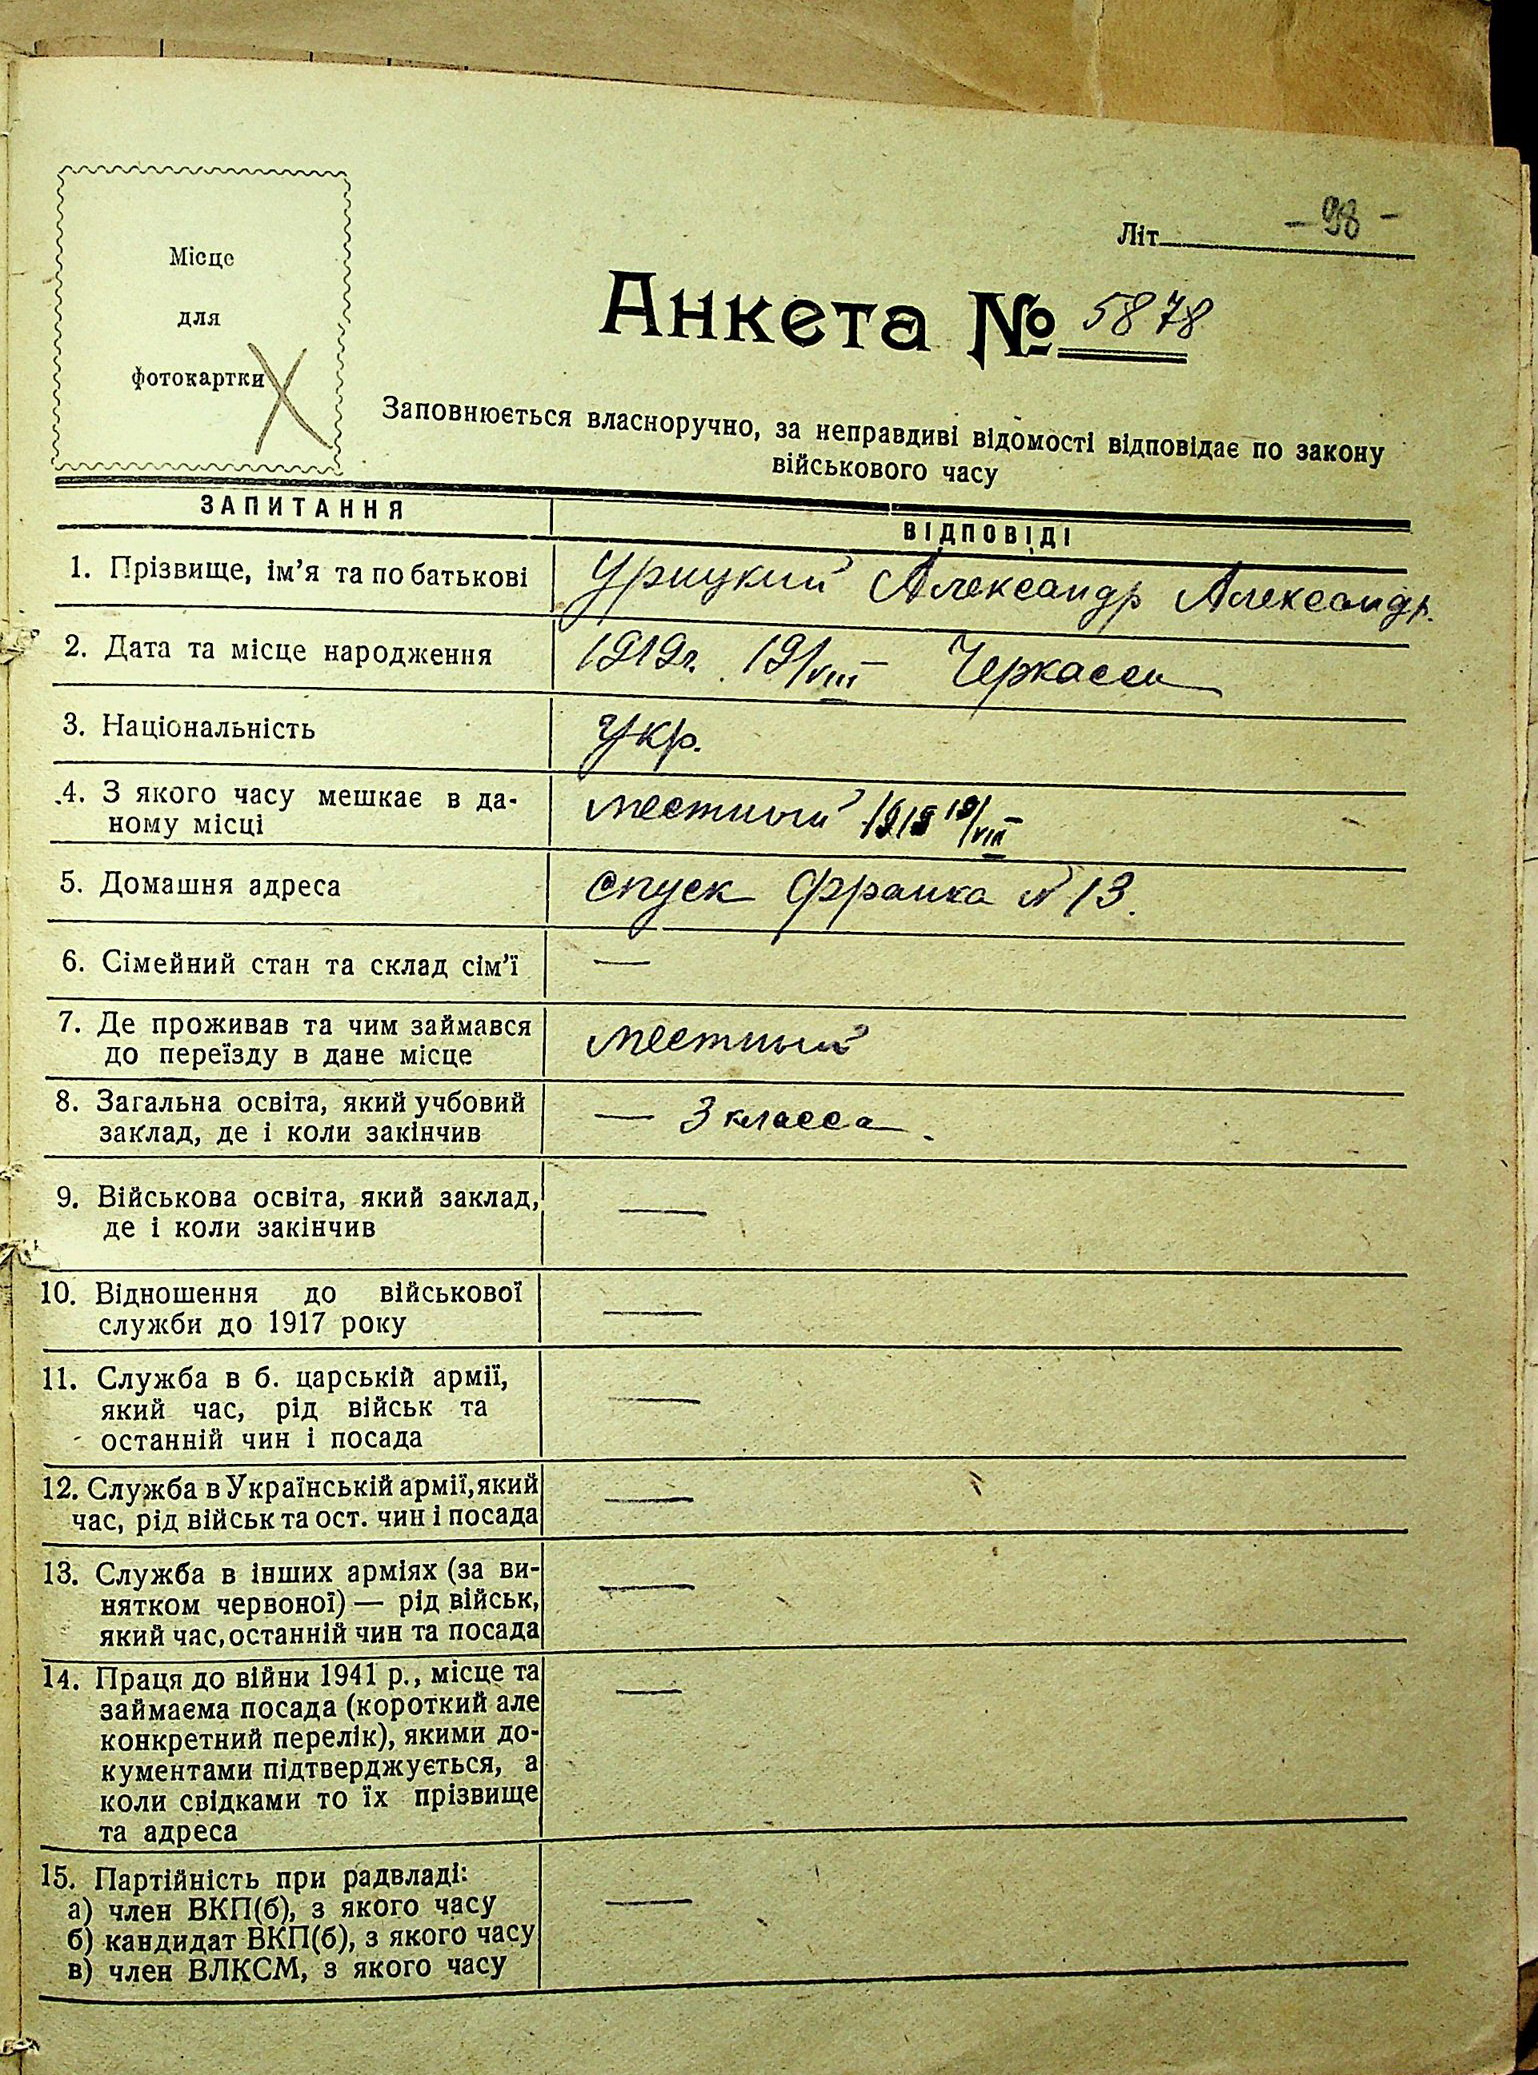 Місце
для
фотокартки
Літ. - 98 -
Анкета № 5878
Заповнюється власноручно, за неправдиві відомості відповідає по закону
військового часу
ЗАПИТАННЯ
ВІДПОВІДІ
1. Прізвище, ім'я та по батькові
Урицкий Александр Александр.
2. Дата та місце народження
1919г. 19/VIII Черкассы
3. Національність
Укр.
4. З якого часу мешкає в да-
ному місці
местный 1919 19/VIII
5. Домашня адреса
спуск Франка № 13.
6. Сімейний стан та склад сім'ї
—
7. Де проживав та чим займався
до переїзду в дане місце
местный
8. Загальна освіта, який учбовий
заклад, де і коли закінчив
— 3 класса.
9. Військова освіта, який заклад,
де і коли закінчив
—
10. Відношення до військової
служби до 1917 року
—
11. Служба в б. царській армії,
який час, рід військ та
останній чин і посада
—
12. Служба в Українській армії, який
час, рід військ та ост. чин і посада
—
13. Служба в інших арміях (за ви-
нятком червоної) — рід військ,
який час, останній чин та посада
—
14. Праця до війни 1941 р., місце та
займаєма посада (короткий але
конкретний перелік), якими до-
кументами підтверджується, а
коли свідками то їх прізвище
та адреса
—
15. Партійність при радвладі:
а) член ВКП(б), з якого часу
б) кандидат ВКП(б), з якого часу
в) член ВЛКСМ, з якого часу
—